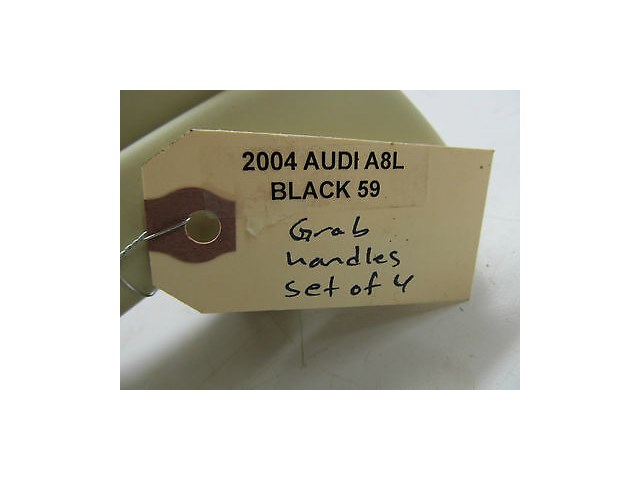 2004 AUDI A8L
BLACK 59
Grab
handles
set of 4